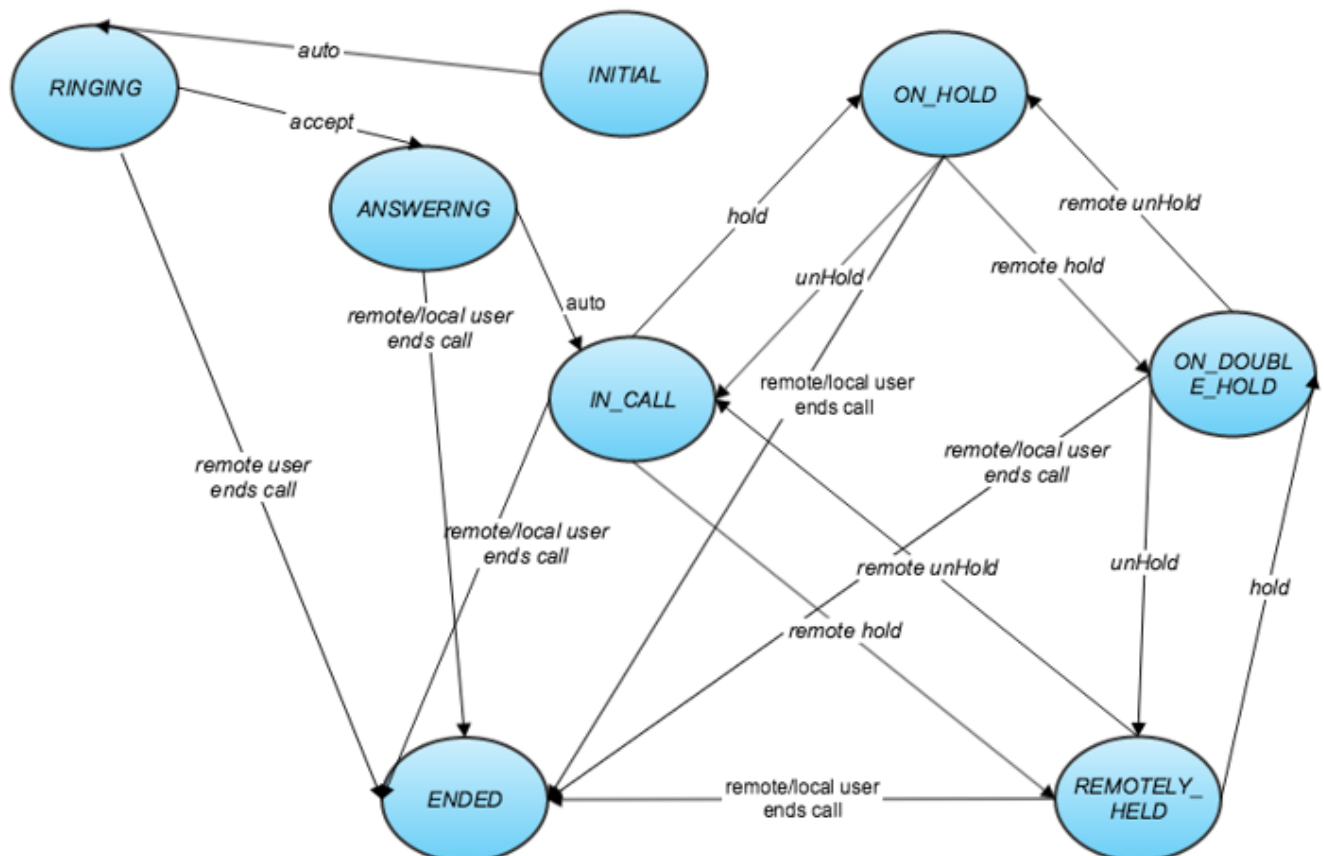 auto
INITIAL
RINGING
ON_HOLD
accept
ANSWERING
hold
remote unHold
unHold
remote hold
auto
remote/local user
ends call
IN_CALL
ON_DOUBL
E_HOLD
remote/local user
ends call
remote user
ends call
remote/local user
ends call
remote/local user
ends call
remote unHold
unHold
hold
remote hold
ENDED
remote/local user
ends call
REMOTELY_
HELD